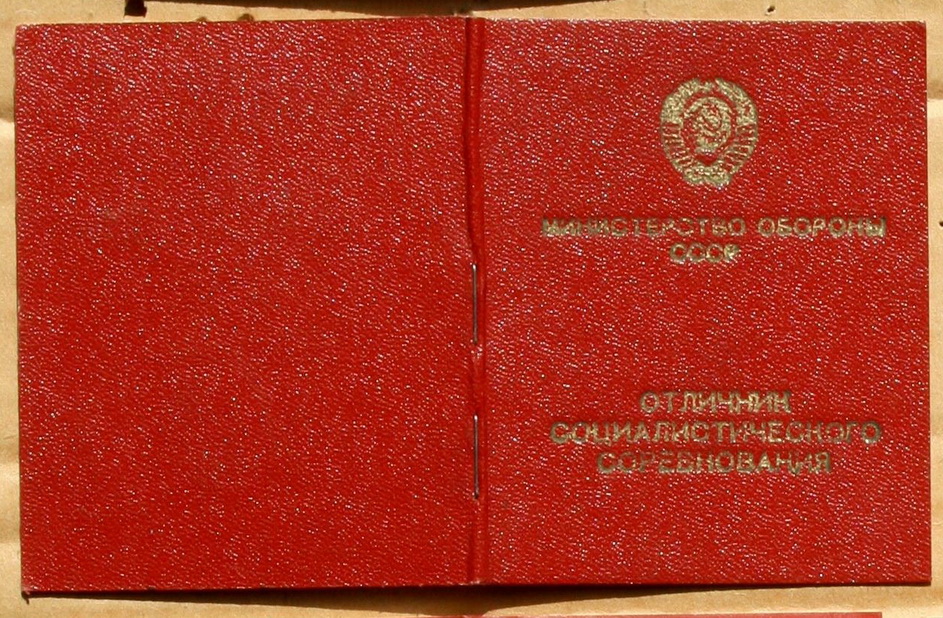 МИНИСТЕРСТВО ОБОРОНЫ
СССР
ОТЛИЧНИК
СОЦИАЛИСТИЧЕСКОГО
СОРЕВНОВАНИЯ